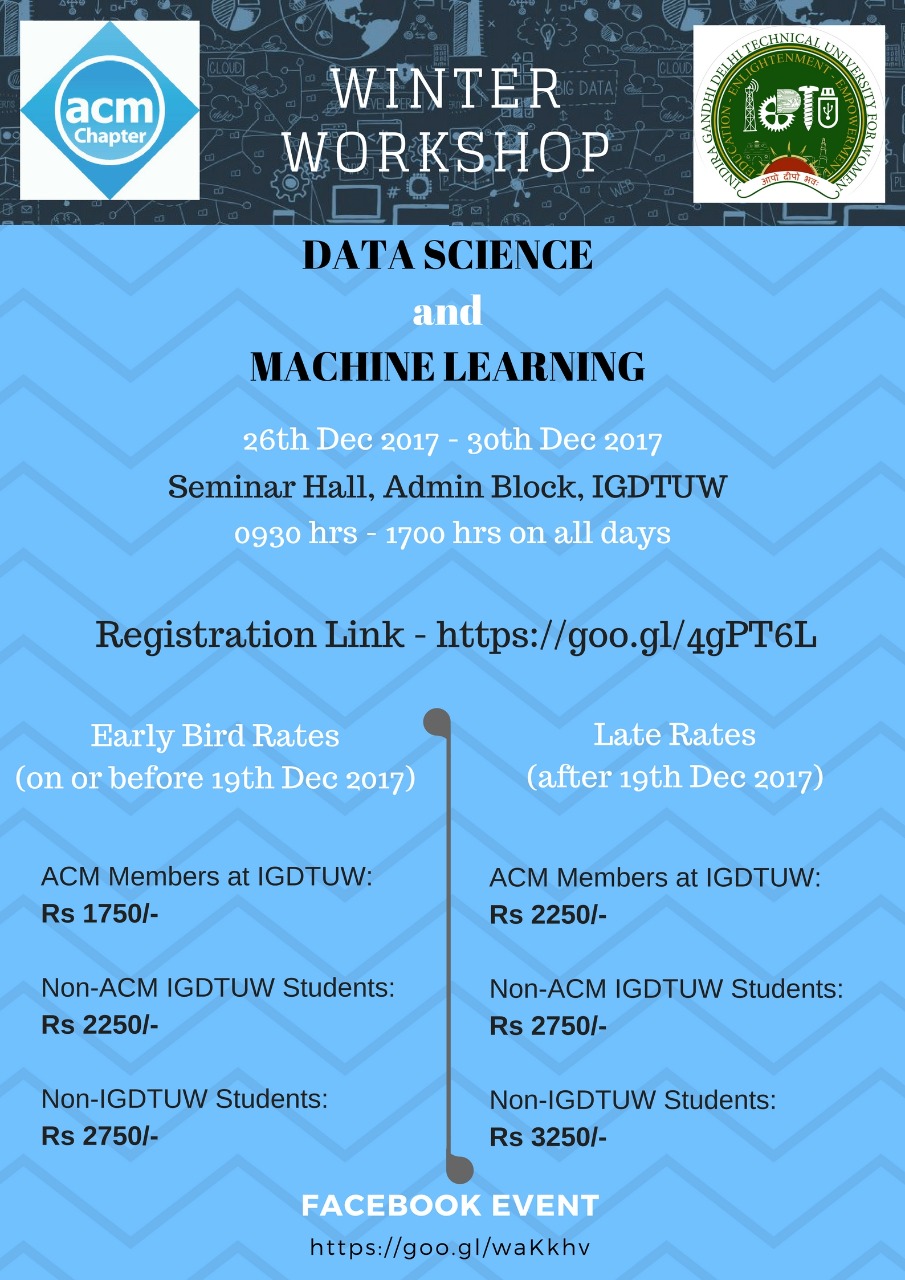 acm
Chapter
WINTER
WORKSHOP
CLOUD
BIG DATA
CLOUD
WEB
INDIRA GANDHI DELHI TECHNICAL UNIVERSITY FOR WOMEN
EDUCATION - ENLIGHTENMENT - EMPOWERMENT
आपो दीपो भवः
DATA SCIENCE
and
MACHINE LEARNING
26th Dec 2017 - 30th Dec 2017
Seminar Hall, Admin Block, IGDTUW
0930 hrs - 1700 hrs on all days
Registration Link - https://goo.gl/4gPT6L
Early Bird Rates
(on or before 19th Dec 2017)
ACM Members at IGDTUW:
Rs 1750/-
Non-ACM IGDTUW Students:
Rs 2250/-
Non-IGDTUW Students:
Rs 2750/-
Late Rates
(after 19th Dec 2017)
ACM Members at IGDTUW:
Rs 2250/-
Non-ACM IGDTUW Students:
Rs 2750/-
Non-IGDTUW Students:
Rs 3250/-
FACEBOOK EVENT
https://goo.gl/waKkhv